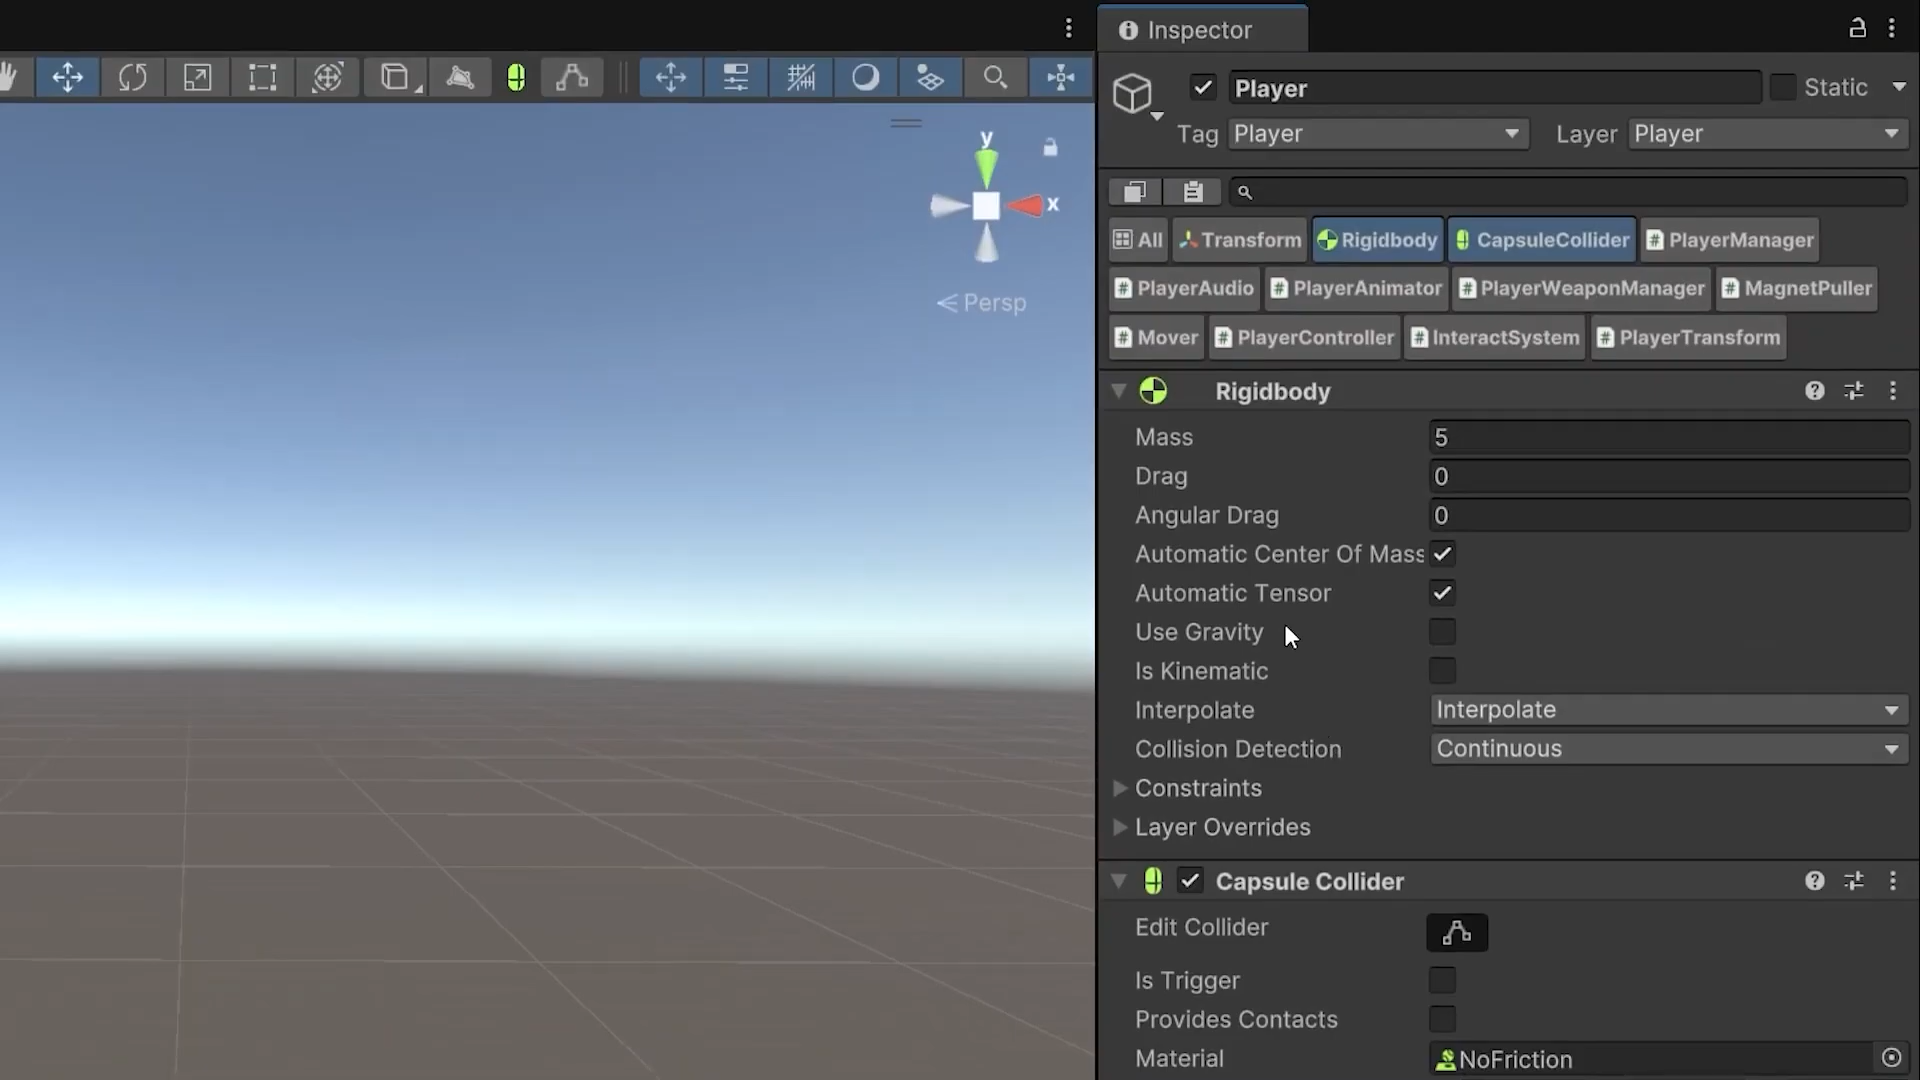 Inspector
Player
Static
Tag Player Layer Player
All Transform Rigidbody CapsuleCollider PlayerManager
PlayerAudio PlayerAnimator PlayerWeaponManager MagnetPuller
Mover PlayerController InteractSystem PlayerTransform
y
x
Persp
Rigidbody
Mass 5
Drag 0
Angular Drag 0
Automatic Center Of Mass
Automatic Tensor
Use Gravity
Is Kinematic
Interpolate Interpolate
Collision Detection Continuous
Constraints
Layer Overrides
Capsule Collider
Edit Collider
Is Trigger
Provides Contacts
Material NoFriction